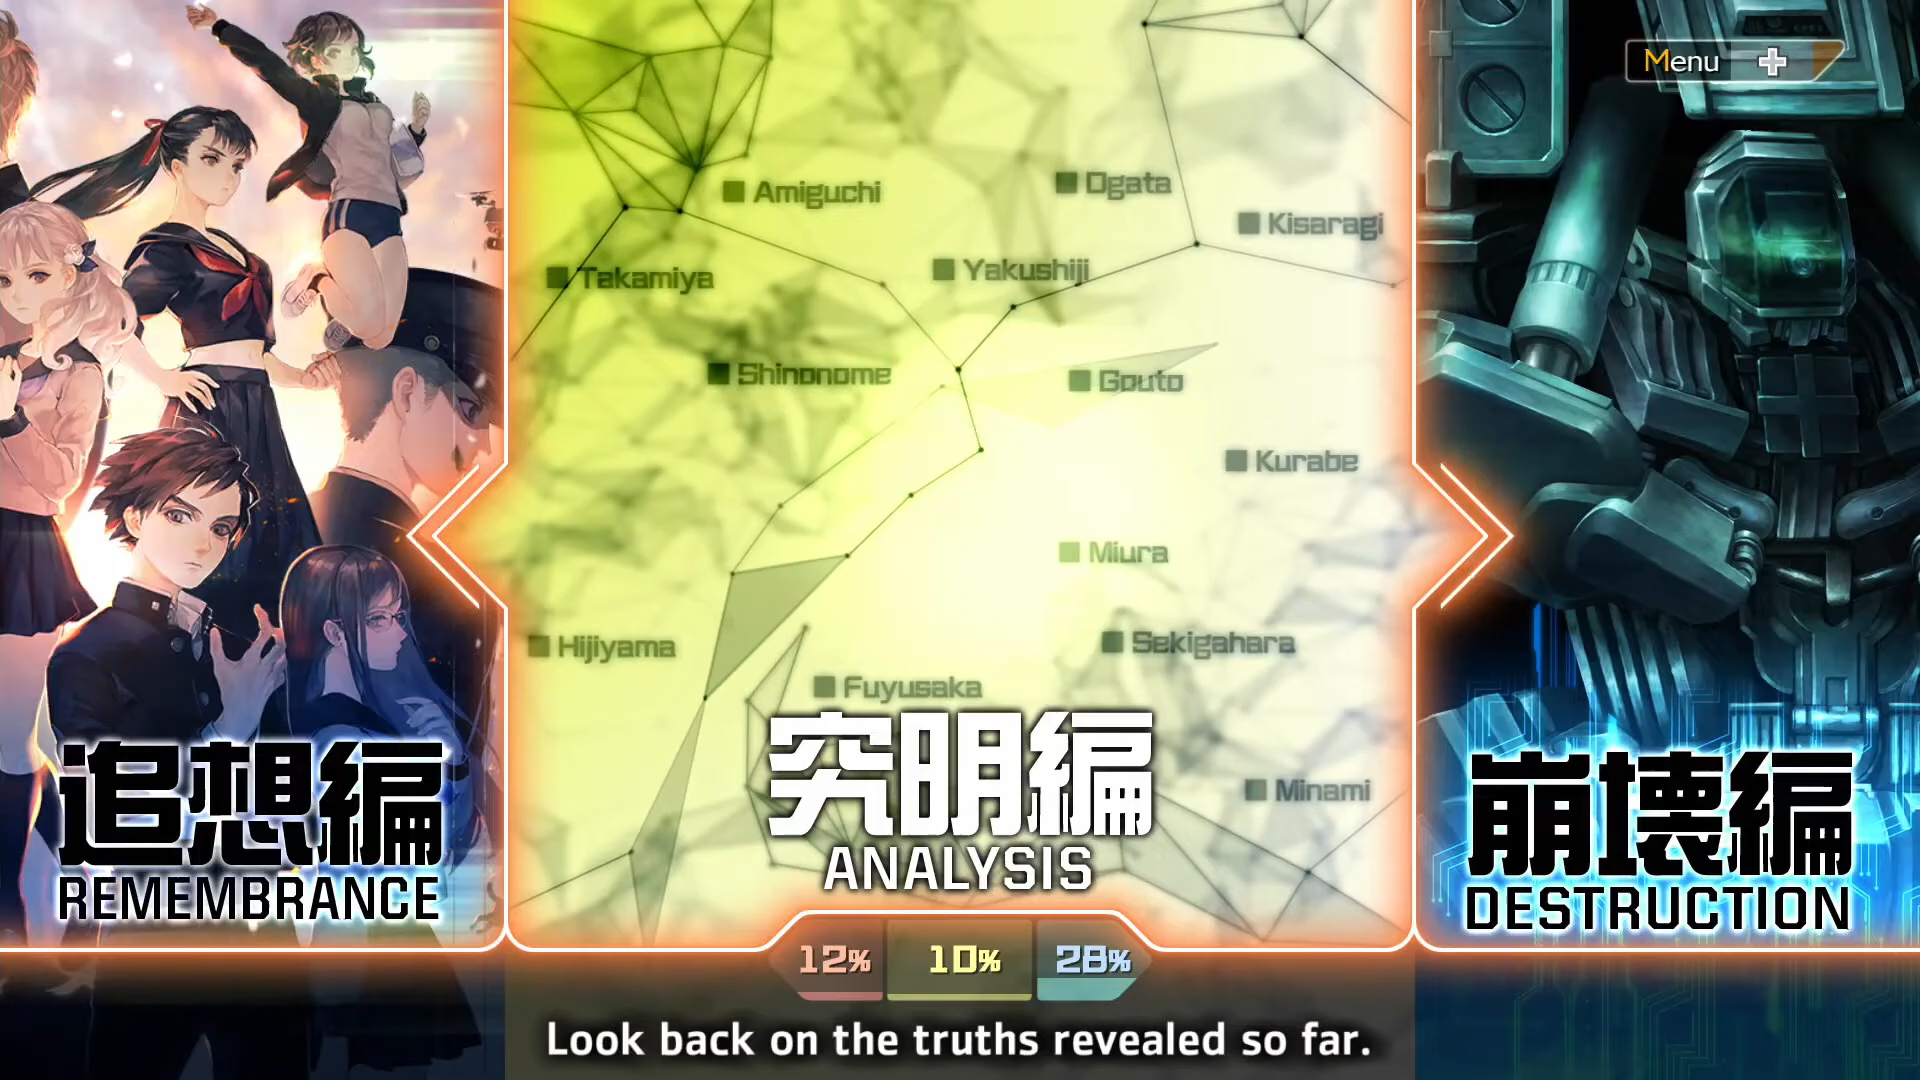 Menu
Amiguchi
Ogata
Kisaragi
Takamiya
Yakushiji
Shinonome
Gouto
Kurabe
Miura
Hijiyama
Sekigahara
Fuyusaka
Minami
追想編
REMEMBRANCE
究明編
ANALYSIS
崩壊編
DESTRUCTION
12% 10% 28%
Look back on the truths revealed so far.